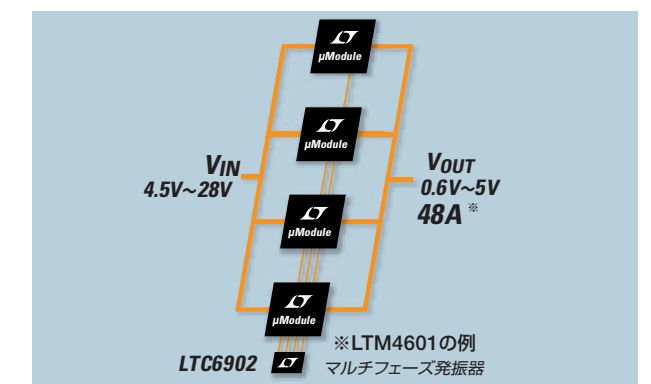 µModule
µModule
VIN
4.5V~28V
VOUT
0.6V~5V
48A ※
µModule
µModule
※LTM4601の例
LTC6902
マルチフェーズ発振器